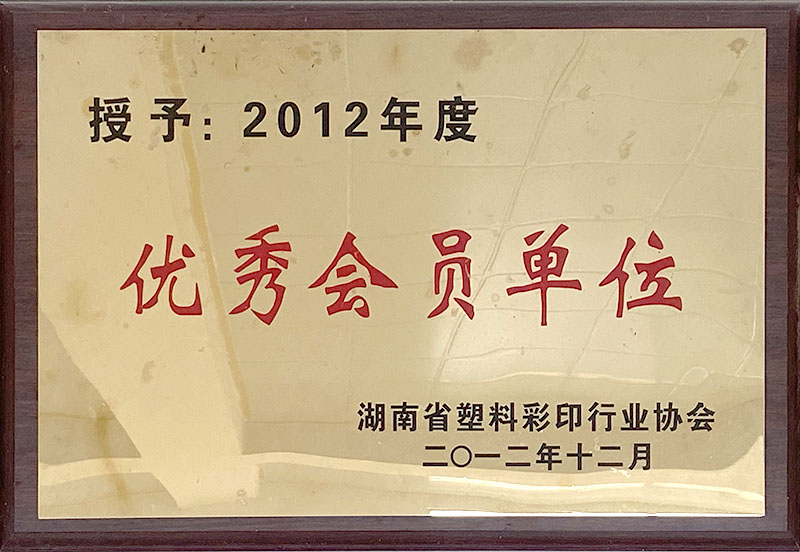 授予：2012年度
优秀会员单位
湖南省塑料彩印行业协会
二〇一二年十二月